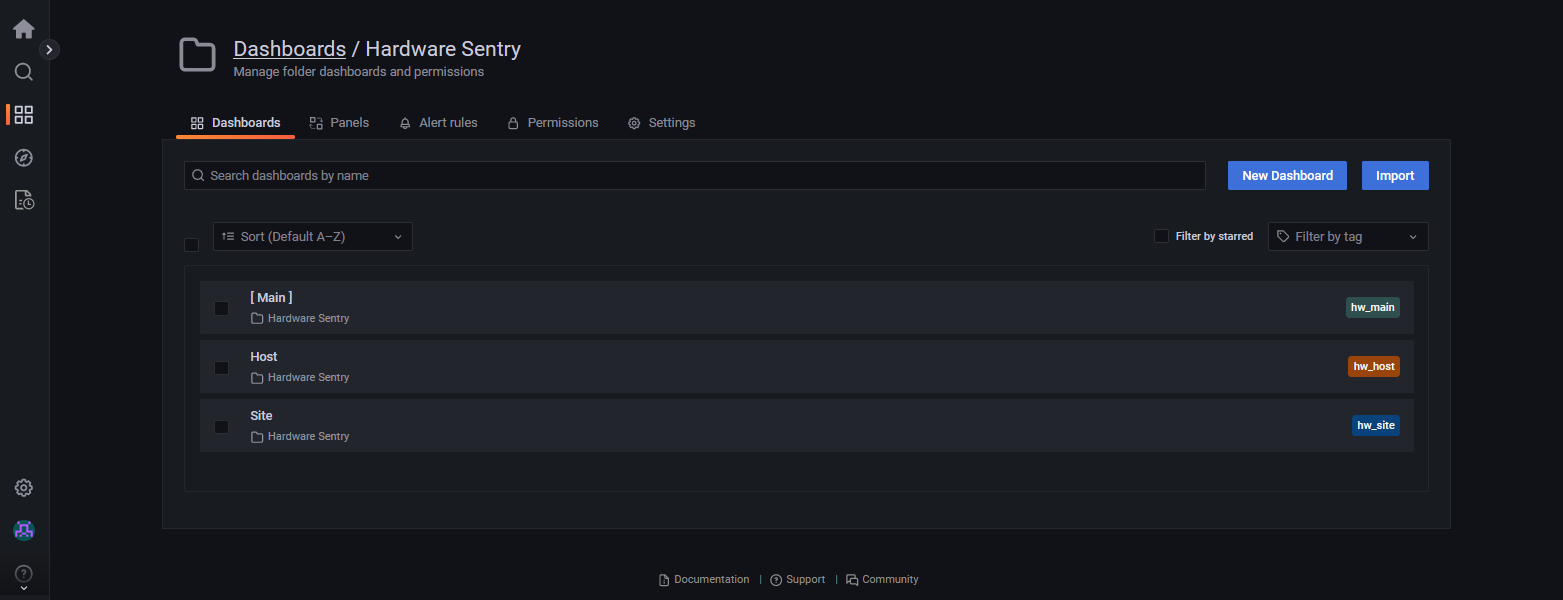 Dashboards / Hardware Sentry
Manage folder dashboards and permissions
Dashboards Panels Alert rules Permissions Settings
Search dashboards by name New Dashboard Import
Sort (Default A–Z) Filter by starred Filter by tag
[ Main ] hw_main
Hardware Sentry
Host hw_host
Hardware Sentry
Site hw_site
Hardware Sentry
Documentation | Support | Community